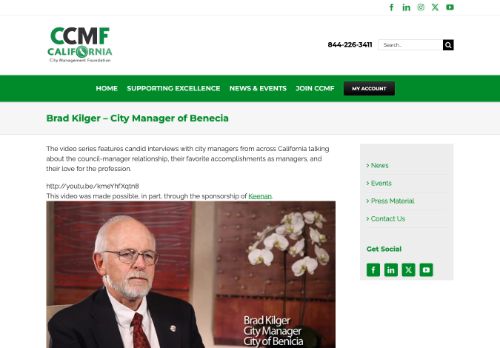 CCMF
CALIFORNIA
City Management Foundation
844-226-3411
Search...
HOME SUPPORTING EXCELLENCE NEWS & EVENTS JOIN CCMF MY ACCOUNT
Brad Kilger – City Manager of Benecia
The video series features candid interviews with city managers from across California talking
about the council-manager relationship, their favorite accomplishments as managers, and
their love for the profession.
http://youtu.be/kmeYhfXqtn8
This video was made possible, in part, through the sponsorship of Keenan.
Brad Kilger
City Manager
City of Benicia
> News
> Events
> Press Material
> Contact Us
Get Social